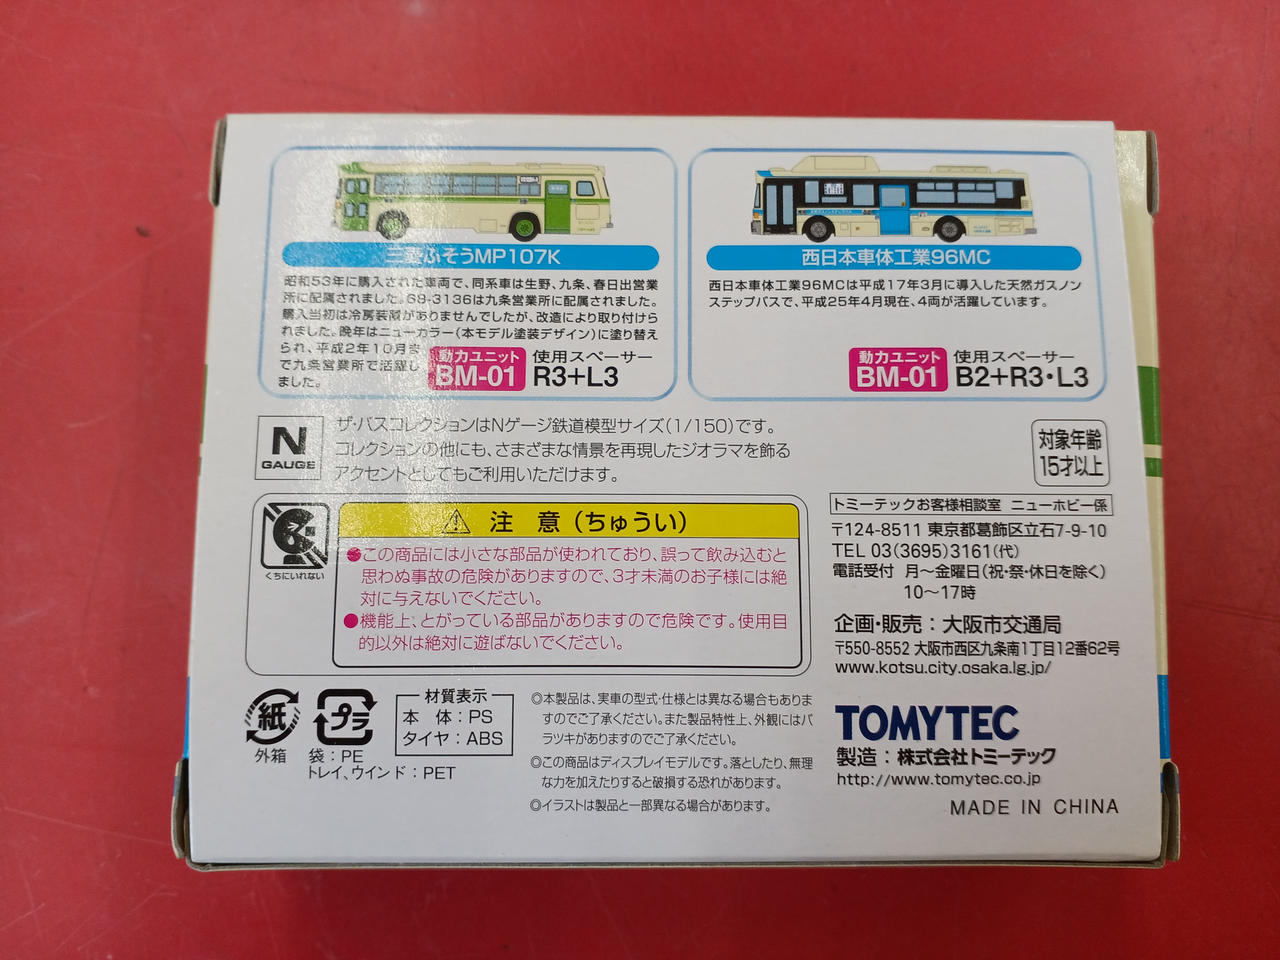 三菱ふそうMP107K
昭和53年に購入された車両で、同系車は生野、九条、春日出営業
所に配属されました。68-3136は九条営業所に配属されました。
購入当初は冷房装置がありませんでしたが、改造により取り付けら
れました。晩年はニューカラー(本モデル塗装デザイン)に塗り替え
られ、平成2年10月ま
で九条営業所で活躍し
ました。
動力ユニット
BM-01
使用スペーサー
R3+L3
西日本車体工業96MC
西日本車体工業96MCは平成17年3月に導入した天然ガスノン
ステップバスで、平成25年4月現在、4両が活躍しています。
動力ユニット
BM-01
使用スペーサー
B2+R3・L3
N
GAUGE
ザ・バスコレクションはNゲージ鉄道模型サイズ(1/150)です。
コレクションの他にも、さまざまな情景を再現したジオラマを飾る
アクセントとしてもご利用いただけます。
対象年齢
15才以上
くちにいれない
注 意(ちゅうい)
●この商品には小さな部品が使われており、誤って飲み込むと
思わぬ事故の危険がありますので、3才未満のお子様には絶
対に与えないでください。
●機能上、とがっている部品がありますので危険です。使用目
的以外は絶対に遊ばないでください。
トミーテックお客様相談室 ニューホビー係
〒124-8511 東京都葛飾区立石7-9-10
TEL 03(3695)3161(代)
電話受付 月〜金曜日(祝・祭・休日を除く)
10〜17時
企画・販売:大阪市交通局
〒550-8552 大阪市西区九条南1丁目12番62号
www.kotsu.city.osaka.lg.jp/
TOMYTEC
製造:株式会社トミーテック
http://www.tomytec.co.jp
MADE IN CHINA
紙
外箱
プラ
袋:PE
トレイ、ウインド:PET
材質表示
本 体:PS
タイヤ:ABS
◎本製品は、実車の型式・仕様とは異なる場合もありま
すのでご了承ください。また製品特性上、外観にはバ
ラツキがありますのでご了承ください。
◎この商品はディスプレイモデルです。落としたり、無理
な力を加えたりすると破損する恐れがあります。
◎イラストは製品と一部異なる場合があります。